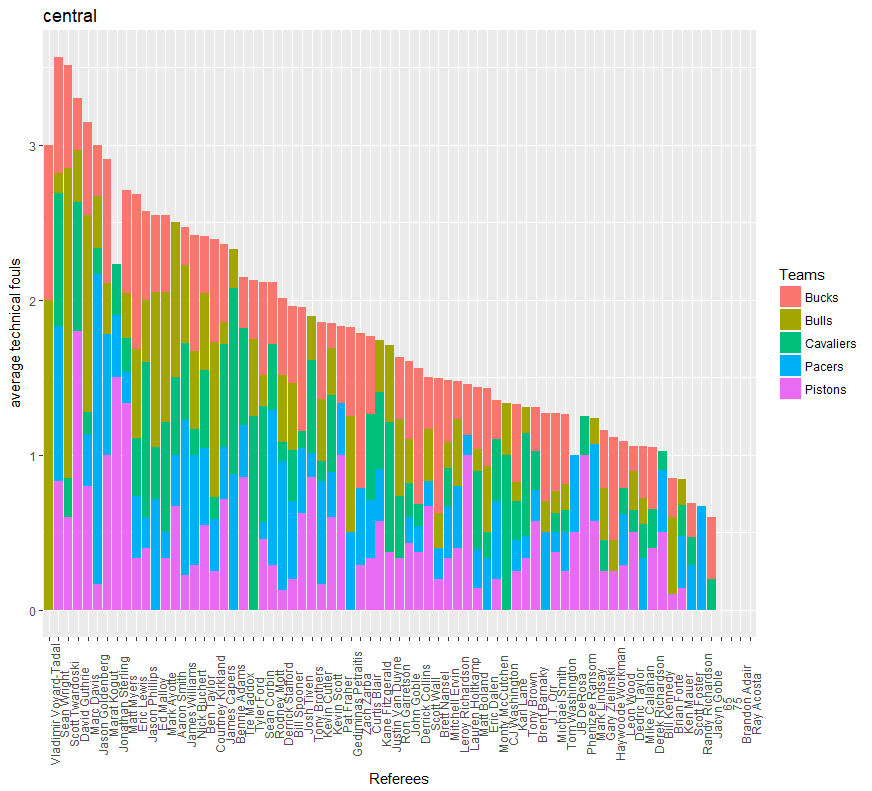 central
average technical fouls
3
2
1
0
Vladimir Voyard-Tadal
Sean Wright
Scott Twardoski
David Guthrie
Marc Davis
Jason Goldenberg
Marat Kogut
Jonathan Sterling
Matt Myers
Eric Lewis
Jason Phillips
Ed Malloy
Mark Ayotte
Aaron Smith
James Williams
Nick Buchert
Ben Taylor
Courtney Kirkland
James Capers
Bennie Adams
Tre Maddox
Tyler Ford
Sean Corbin
Rodney Mott
Derrick Stafford
Bill Spooner
Josh Tiven
Tony Brothers
Kevin Cutler
Kevin Scott
Pat Fraher
Gediminas Petraitis
Zach Zarba
Curtis Blair
Kane Fitzgerald
Justin Van Duyne
Ron Garretson
John Goble
Derrick Collins
Scott Wall
Brett Nansel
Mitchell Ervin
Leroy Richardson
Lauren Holtkamp
Matt Boland
Eric Dalen
Monty McCutchen
CJ Washington
Karl Lane
Tony Brown
Brent Barnaky
J.T. Orr
Michael Smith
Tom Washington
JB DeRosa
Phenizee Ransom
Mark Lindsay
Gary Zielinski
Haywoode Workman
Leon Wood
Dedric Taylor
Mike Callahan
Derek Richardson
Bill Kennedy
Brian Forte
Ken Mauer
Scott Foster
Randy Richardson
Jacyn Goble
65
75
Brandon Adair
Ray Acosta
Referees
Teams
Bucks
Bulls
Cavaliers
Pacers
Pistons